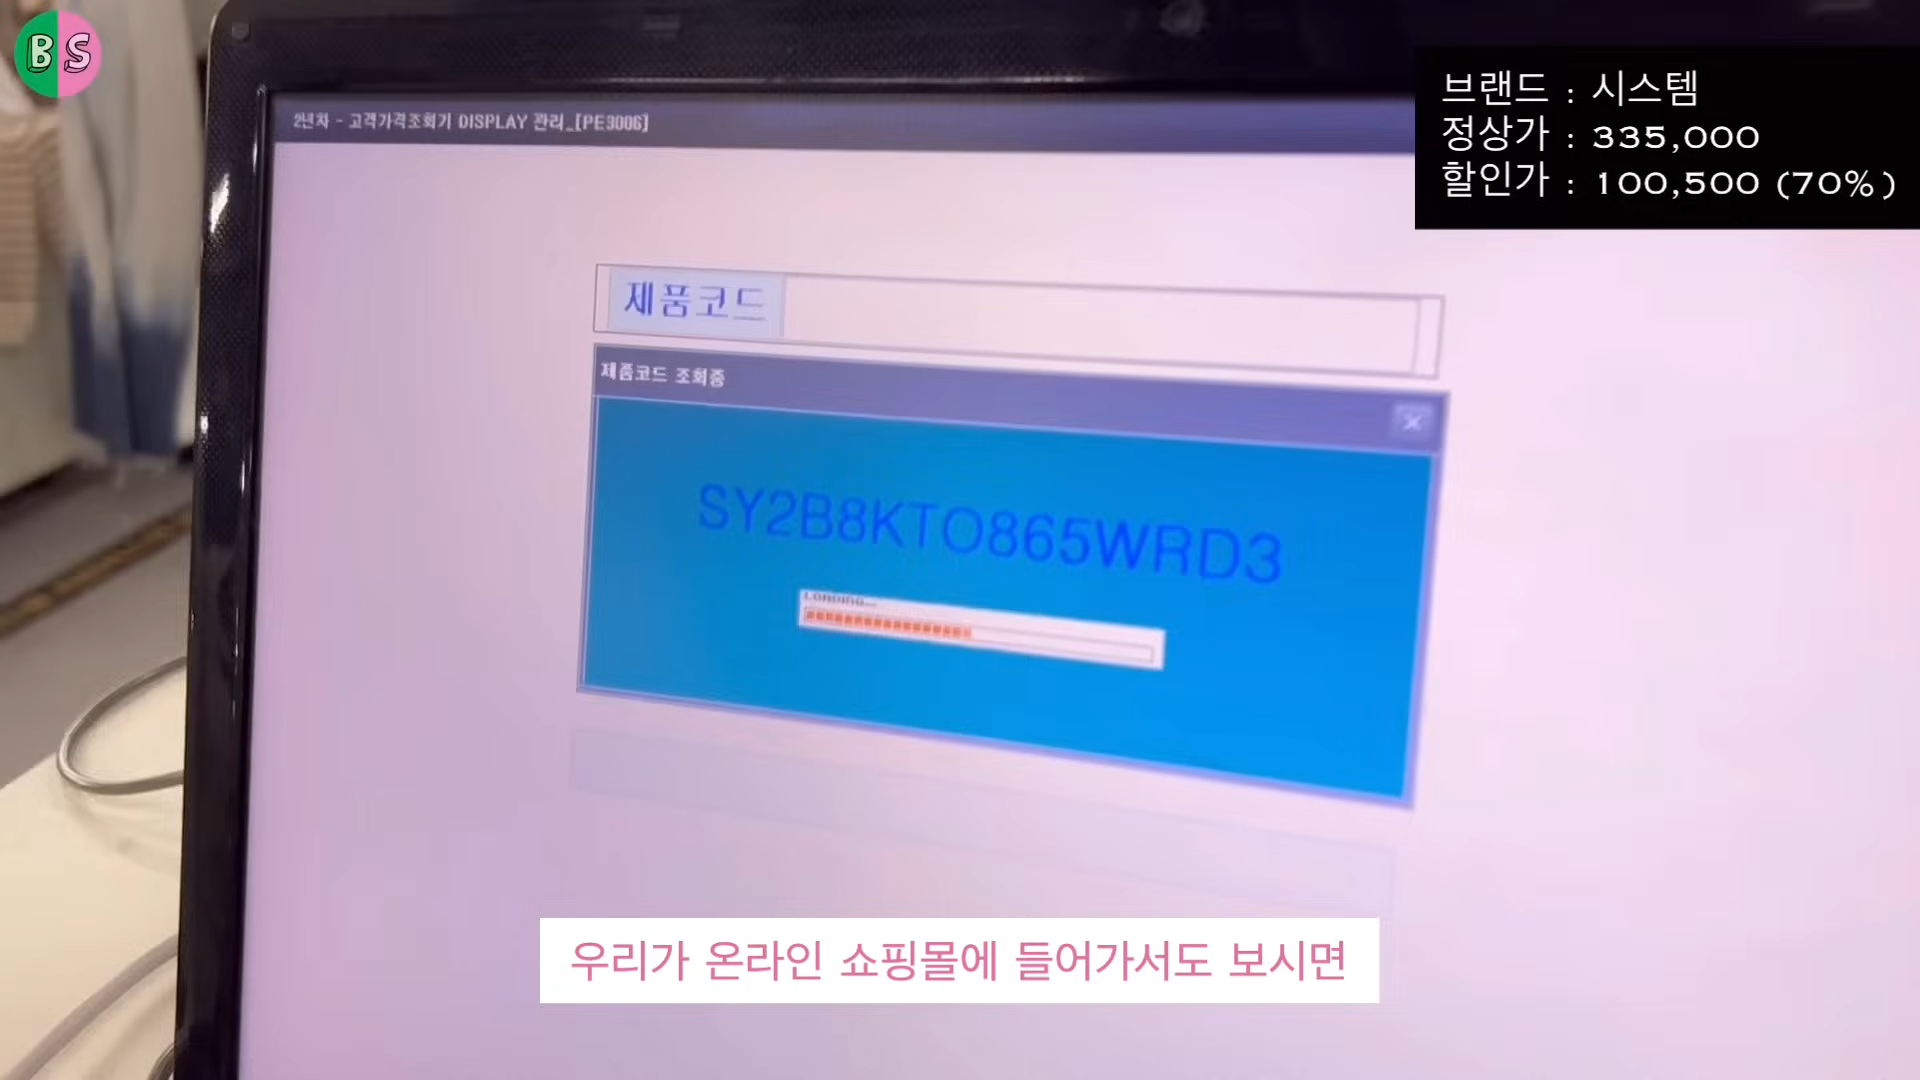 BS
브랜드 : 시스템
정상가 : 335,000
할인가 : 100,500 (70%)
2년차 - 고객가격조회기 DISPLAY 관리_[PE3006]
제품코드
제품코드 조회중
SY2B8KTO865WRD3
LOADING...
우리가 온라인 쇼핑몰에 들어가서도 보시면